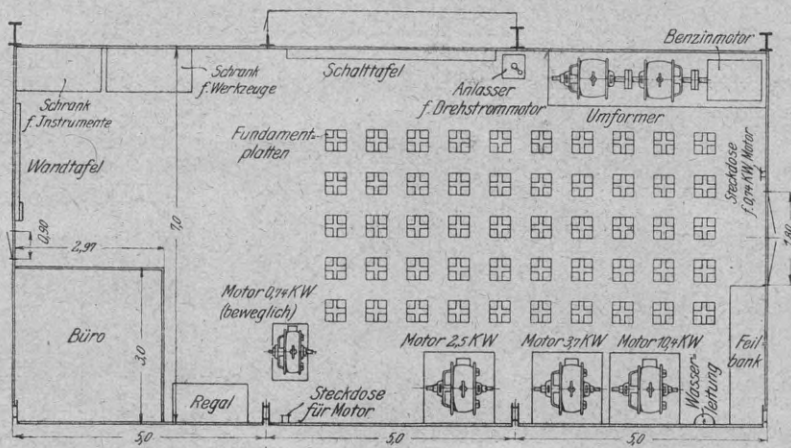 Benzinmotor
Schrank
f. Instrumente
Schrank
f. Werkzeuge
Schalttafel
Anlasser
f. Drehstrommotor
Umformer
Wandtafel
Fundament-
platten
Steckdose
f. 0,74 KW Motor
0,90
2,97
7,0
1,80
Büro
3,0
Motor 0,74 KW
(beweglich)
Motor 2,5 KW
Motor 3,7 KW
Motor 10,4 KW
Feil
bank
Regal
Steckdose
für Motor
Wasser-
leitung
5,0
5,0
5,0